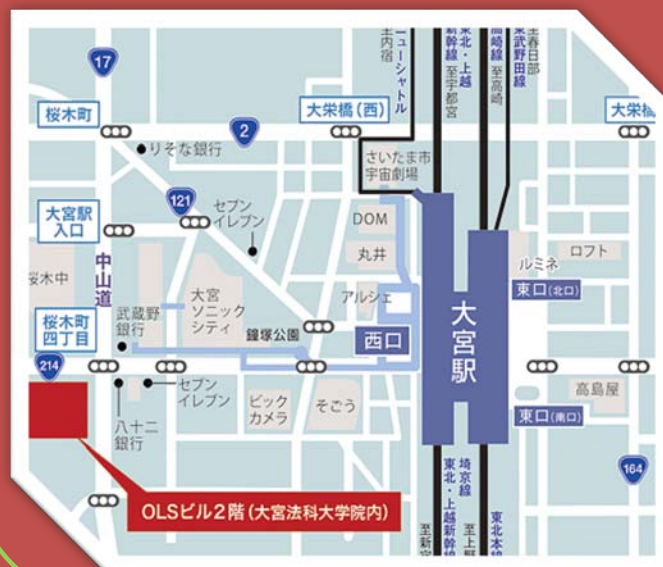 ニューシャトル
至内宿
東北・上越
新幹線 至宇都宮
高崎線 至高崎
東武野田線
至春日部
17
桜木町
2
大栄橋(西)
大栄橋
りそな銀行
さいたま市
宇宙劇場
121
セブン
イレブン
大宮駅
入口
DOM
丸井
ルミネ
ロフト
東口(北口)
桜木中
中山道
大宮
ソニック
シティ
アルシェ
武蔵野
銀行
桜木町
四丁目
鐘塚公園
西口
大宮駅
214
セブン
イレブン
八十二
銀行
ビック
カメラ
そごう
高島屋
東口(南口)
164
OLSビル2階(大宮法科大学院内)
埼京線
東北・上越新幹線
至新宿
東北本線
至上野